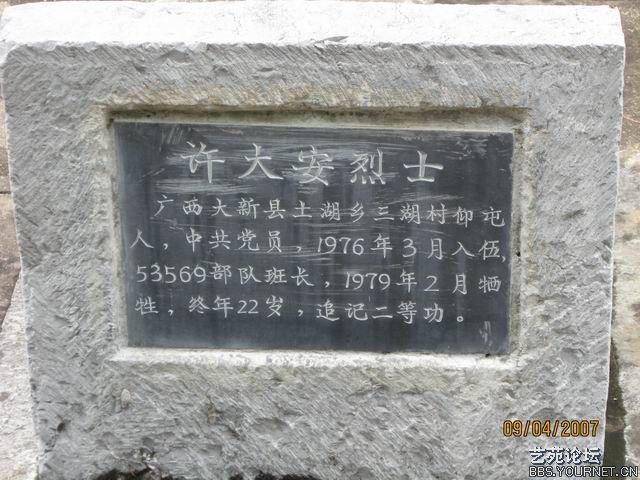 许大安烈士
广西大新县土湖乡三湖村仰屯
人，中共党员，1976年3月入伍，
53569部队班长，1979年2月牺
牲，终年22岁，追记二等功。
09/04/2007
艺苑论坛
BBS.YOURNET.CN